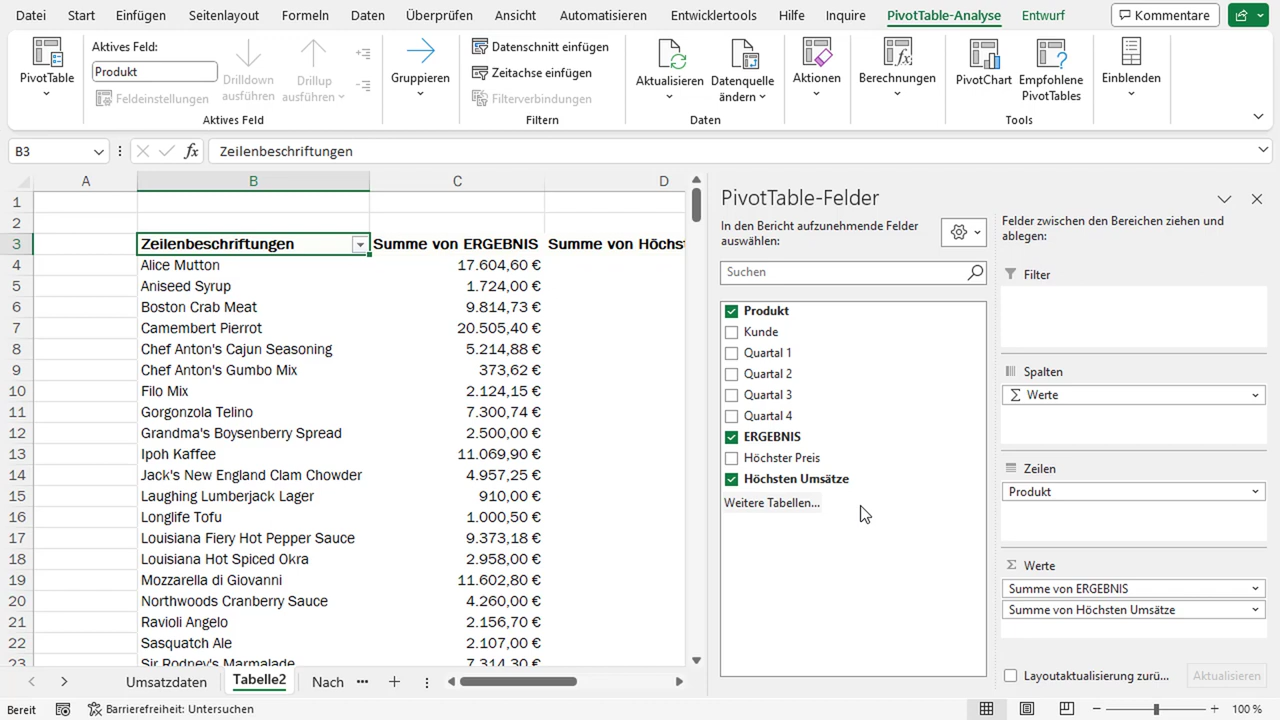 Datei Start Einfügen Seitenlayout Formeln Daten Überprüfen Ansicht Automatisieren Entwicklertools Hilfe Inquire PivotTable-Analyse Entwurf Kommentare
PivotTable
Aktives Feld:
Produkt
Feldeinstellungen
Drilldown
ausführen
Drillup
ausführen
Aktives Feld
Gruppieren
Datenschnitt einfügen
Zeitachse einfügen
Filterverbindungen
Filtern
Aktualisieren
Datenquelle
ändern
Daten
Aktionen
Berechnungen
PivotChart
Empfohlene
PivotTables
Tools
Einblenden
B3 fx Zeilenbeschriftungen
A B C D
1
2
3 Zeilenbeschriftungen Summe von ERGEBNIS Summe von Höchst
4 Alice Mutton 17.604,60 €
5 Aniseed Syrup 1.724,00 €
6 Boston Crab Meat 9.814,73 €
7 Camembert Pierrot 20.505,40 €
8 Chef Anton's Cajun Seasoning 5.214,88 €
9 Chef Anton's Gumbo Mix 373,62 €
10 Filo Mix 2.124,15 €
11 Gorgonzola Telino 7.300,74 €
12 Grandma's Boysenberry Spread 2.500,00 €
13 Ipoh Kaffee 11.069,90 €
14 Jack's New England Clam Chowder 4.957,25 €
15 Laughing Lumberjack Lager 910,00 €
16 Longlife Tofu 1.000,50 €
17 Louisiana Fiery Hot Pepper Sauce 9.373,18 €
18 Louisiana Hot Spiced Okra 2.958,00 €
19 Mozzarella di Giovanni 11.602,80 €
20 Northwoods Cranberry Sauce 4.260,00 €
21 Ravioli Angelo 2.156,70 €
22 Sasquatch Ale 2.107,00 €
23 Sir Rodney's Marmalade 7.314,30 €
PivotTable-Felder
In den Bericht aufzunehmende Felder
auswählen:
Suchen
Produkt
Kunde
Quartal 1
Quartal 2
Quartal 3
Quartal 4
ERGEBNIS
Höchster Preis
Höchsten Umsätze
Weitere Tabellen...
Felder zwischen den Bereichen ziehen und
ablegen:
Filter
Spalten
Σ Werte
Zeilen
Produkt
Σ Werte
Summe von ERGEBNIS
Summe von Höchsten Umsätze
Layoutaktualisierung zurü... Aktualisieren
Umsatzdaten Tabelle2 Nach ...
Bereit Barrierefreiheit: Untersuchen 100 %